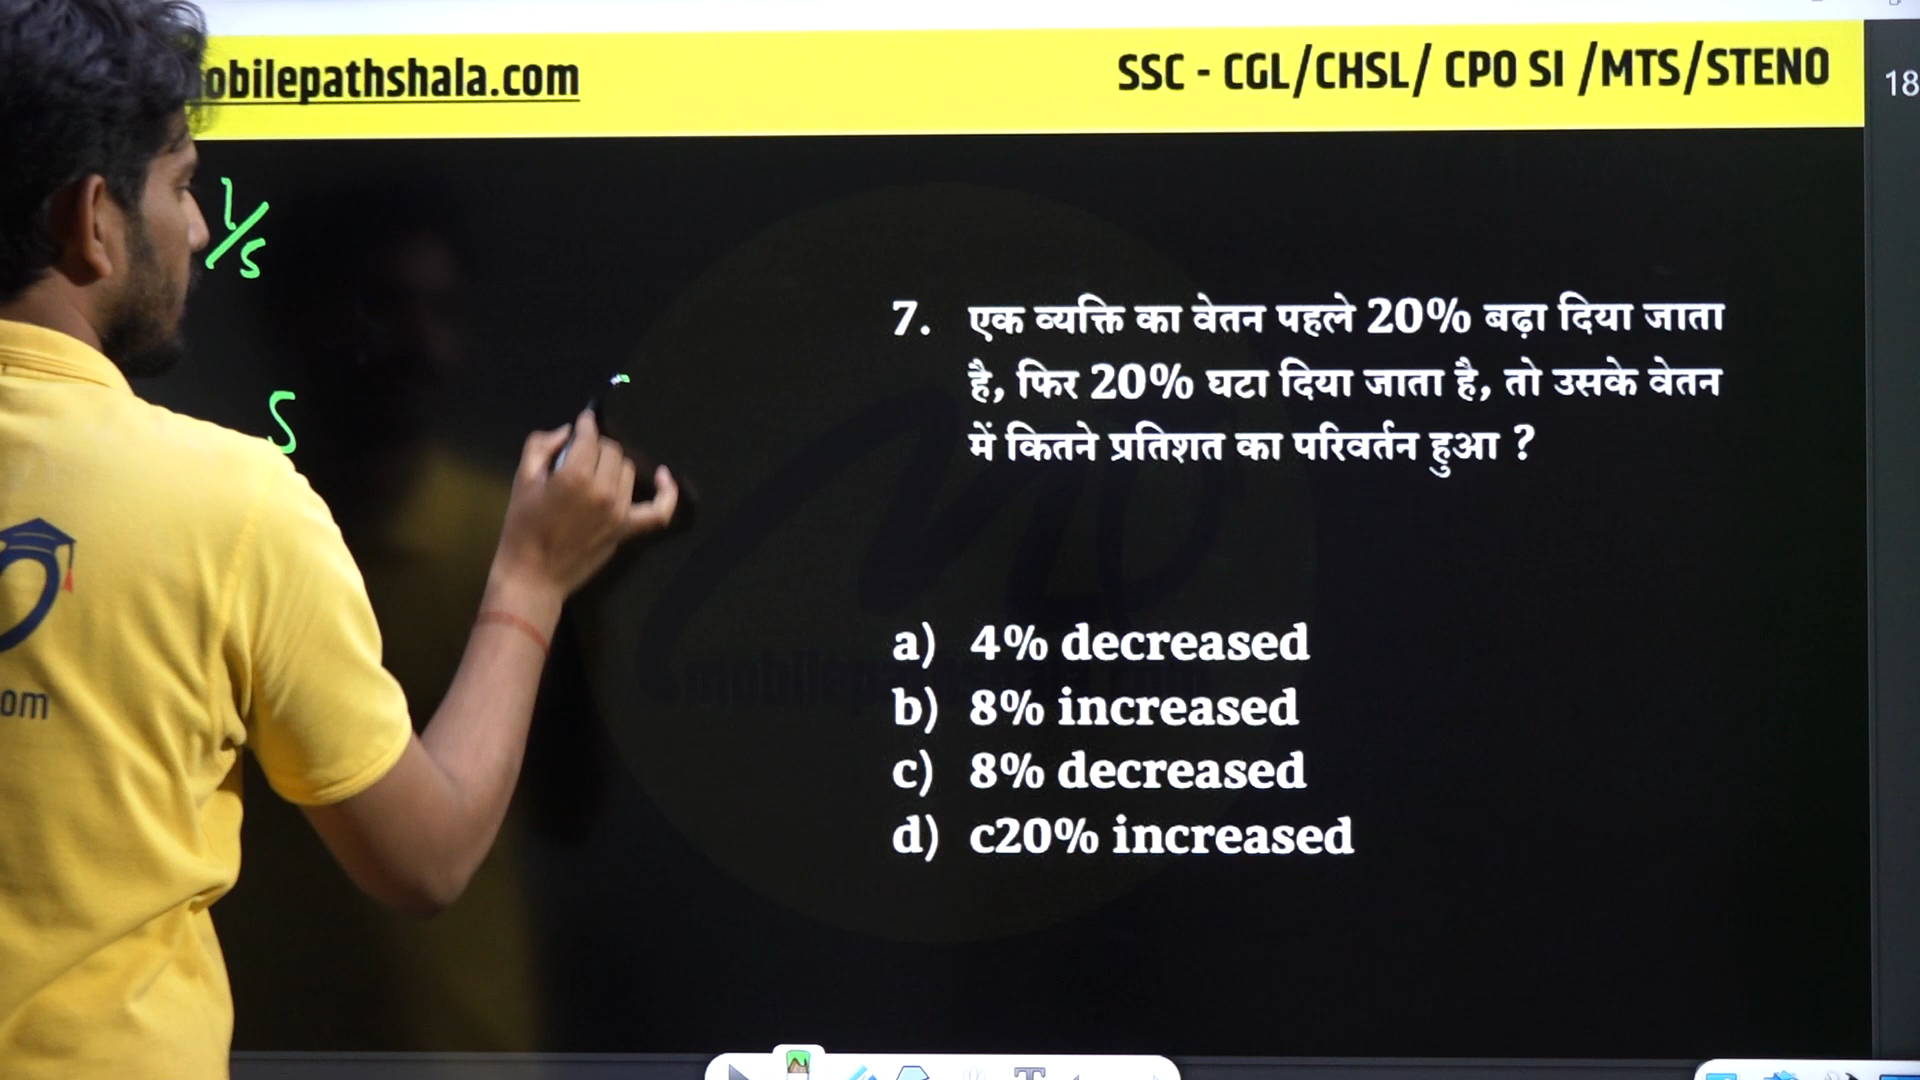 mobilepathshala.com
SSC - CGL/CHSL/ CPO SI /MTS/STENO
18
1/5
5
7. एक व्यक्ति का वेतन पहले 20% बढ़ा दिया जाता
है, फिर 20% घटा दिया जाता है, तो उसके वेतन
में कितने प्रतिशत का परिवर्तन हुआ ?
a) 4% decreased
b) 8% increased
c) 8% decreased
d) c20% increased
om